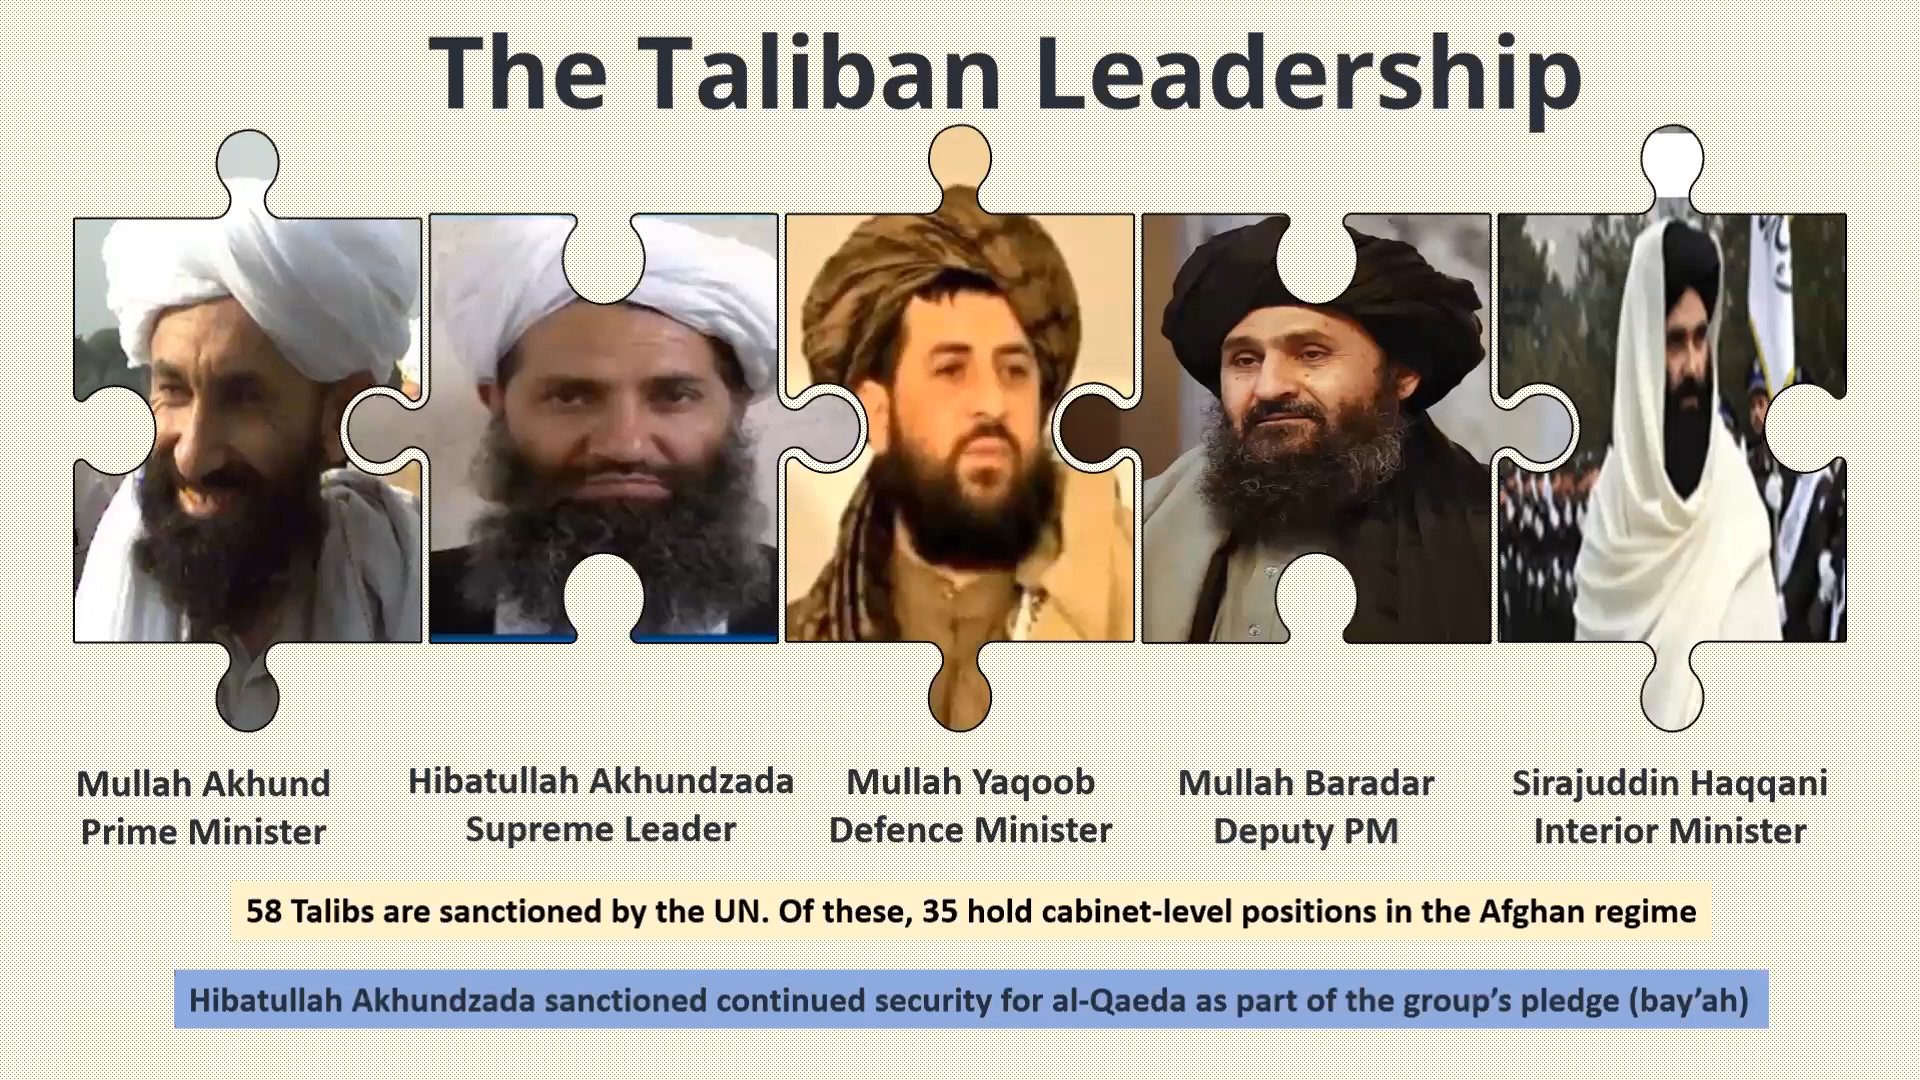 The Taliban Leadership
Mullah Akhund
Prime Minister
Hibatullah Akhundzada
Supreme Leader
Mullah Yaqoob
Defence Minister
Mullah Baradar
Deputy PM
Sirajuddin Haqqani
Interior Minister
58 Talibs are sanctioned by the UN. Of these, 35 hold cabinet-level positions in the Afghan regime
Hibatullah Akhundzada sanctioned continued security for al-Qaeda as part of the group’s pledge (bay’ah)